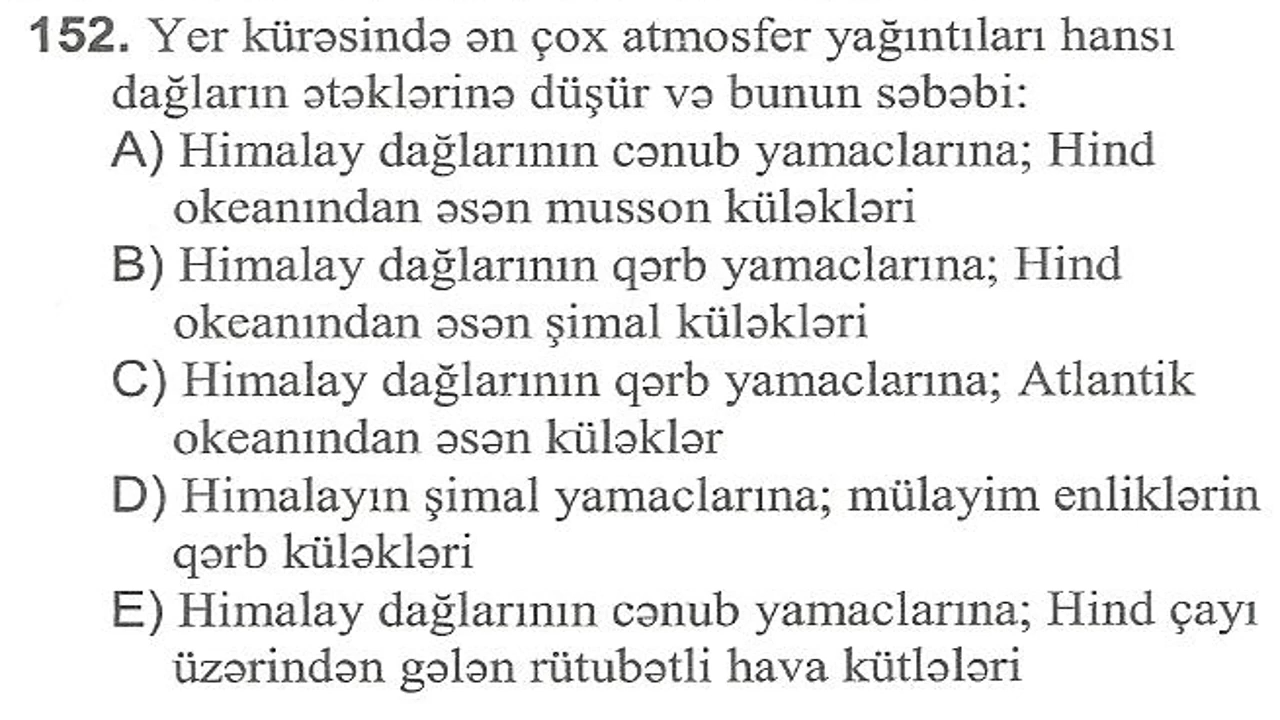 152. Yer kürəsində ən çox atmosfer yağıntıları hansı
dağların ətəklərinə düşür və bunun səbəbi:
A) Himalay dağlarının cənub yamaclarına; Hind
okeanından əsən musson küləkləri
B) Himalay dağlarının qərb yamaclarına; Hind
okeanından əsən şimal küləkləri
C) Himalay dağlarının qərb yamaclarına; Atlantik
okeanından əsən küləklər
D) Himalayın şimal yamaclarına; mülayim enliklərin
qərb küləkləri
E) Himalay dağlarının cənub yamaclarına; Hind çayı
üzərindən gələn rütubətli hava kütlələri